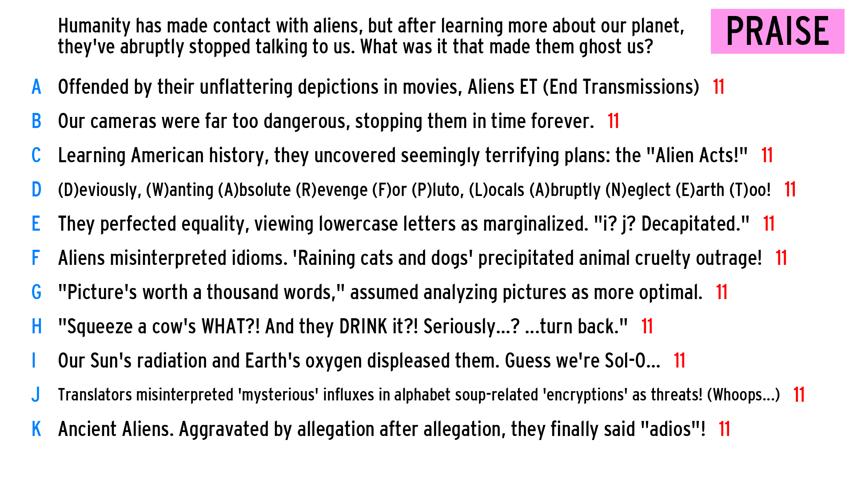 Humanity has made contact with aliens, but after learning more about our planet,
they've abruptly stopped talking to us. What was it that made them ghost us?
PRAISE
A Offended by their unflattering depictions in movies, Aliens ET (End Transmissions) 11
B Our cameras were far too dangerous, stopping them in time forever. 11
C Learning American history, they uncovered seemingly terrifying plans: the "Alien Acts!" 11
D (D)eviously, (W)anting (A)bsolute (R)evenge (F)or (P)luto, (L)ocals (A)bruptly (N)eglect (E)arth (T)oo! 11
E They perfected equality, viewing lowercase letters as marginalized. "i? j? Decapitated." 11
F Aliens misinterpreted idioms. 'Raining cats and dogs' precipitated animal cruelty outrage! 11
G "Picture's worth a thousand words," assumed analyzing pictures as more optimal. 11
H "Squeeze a cow's WHAT?! And they DRINK it?! Seriously...? ...turn back." 11
I Our Sun's radiation and Earth's oxygen displeased them. Guess we're Sol-O... 11
J Translators misinterpreted 'mysterious' influxes in alphabet soup-related 'encryptions' as threats! (Whoops...) 11
K Ancient Aliens. Aggravated by allegation after allegation, they finally said "adios"! 11